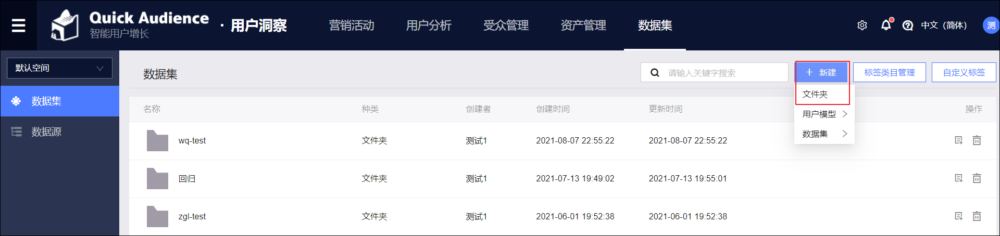 Quick Audience
智能用户增长
· 用户洞察
营销活动
用户分析
受众管理
资产管理
数据集
中文（简体）
测
默认空间
数据集
数据源
数据集
请输入关键字搜索
+ 新建
标签类目管理
自定义标签
文件夹
用户模型
数据集
名称 种类 创建者 创建时间 更新时间 操作
wq-test 文件夹 测试1 2021-08-07 22:55:22 2021-08-07 22:55:22
回归 文件夹 测试1 2021-07-13 19:49:02 2021-07-13 19:55:01
zgl-test 文件夹 测试1 2021-06-01 19:52:38 2021-06-01 19:52:38